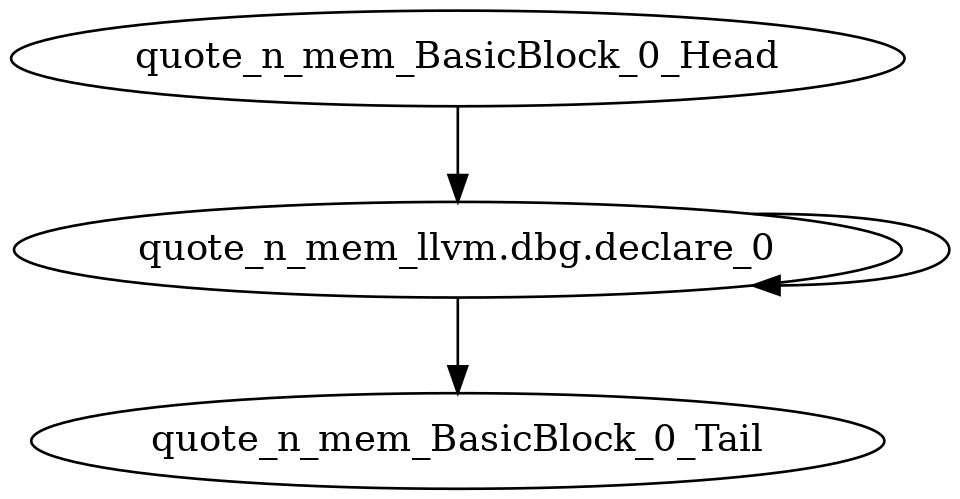 quote_n_mem_BasicBlock_0_Head
quote_n_mem_llvm.dbg.declare_0
quote_n_mem_BasicBlock_0_Tail